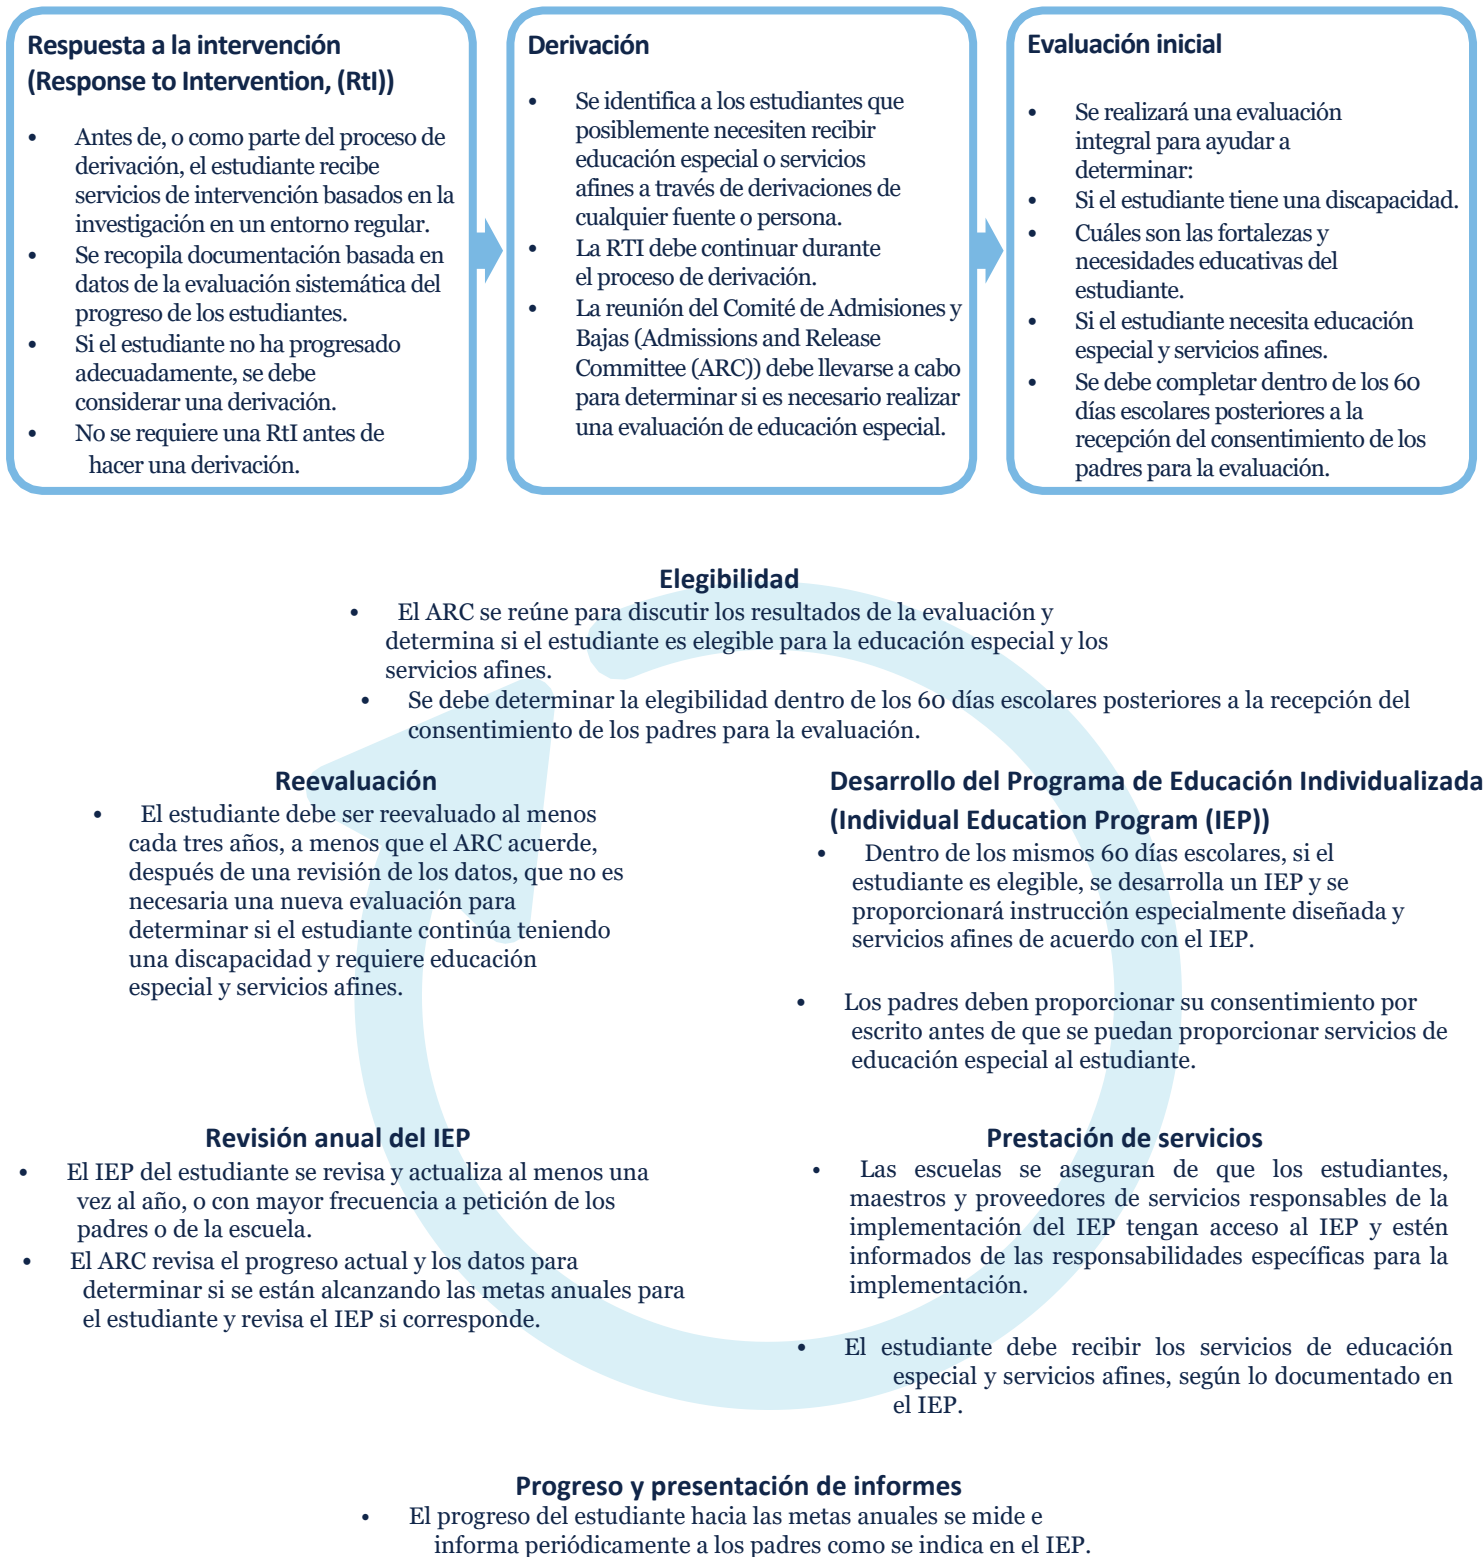 Respuesta a la intervención
(Response to Intervention, (RtI))
• Antes de, o como parte del proceso de
derivación, el estudiante recibe
servicios de intervención basados en la
investigación en un entorno regular.
• Se recopila documentación basada en
datos de la evaluación sistemática del
progreso de los estudiantes.
• Si el estudiante no ha progresado
adecuadamente, se debe
considerar una derivación.
• No se requiere una RtI antes de
hacer una derivación.
Derivación
• Se identifica a los estudiantes que
posiblemente necesiten recibir
educación especial o servicios
afines a través de derivaciones de
cualquier fuente o persona.
• La RTI debe continuar durante
el proceso de derivación.
• La reunión del Comité de Admisiones y
Bajas (Admissions and Release
Committee (ARC)) debe llevarse a cabo
para determinar si es necesario realizar
una evaluación de educación especial.
Evaluación inicial
• Se realizará una evaluación
integral para ayudar a
determinar:
• Si el estudiante tiene una discapacidad.
• Cuáles son las fortalezas y
necesidades educativas del
estudiante.
• Si el estudiante necesita educación
especial y servicios afines.
• Se debe completar dentro de los 60
días escolares posteriores a la
recepción del consentimiento de los
padres para la evaluación.
Elegibilidad
• El ARC se reúne para discutir los resultados de la evaluación y
determina si el estudiante es elegible para la educación especial y los
servicios afines.
• Se debe determinar la elegibilidad dentro de los 60 días escolares posteriores a la recepción del
consentimiento de los padres para la evaluación.
Reevaluación
• El estudiante debe ser reevaluado al menos
cada tres años, a menos que el ARC acuerde,
después de una revisión de los datos, que no es
necesaria una nueva evaluación para
determinar si el estudiante continúa teniendo
una discapacidad y requiere educación
especial y servicios afines.
Desarrollo del Programa de Educación Individualizada
(Individual Education Program (IEP))
• Dentro de los mismos 60 días escolares, si el
estudiante es elegible, se desarrolla un IEP y se
proporcionará instrucción especialmente diseñada y
servicios afines de acuerdo con el IEP.
• Los padres deben proporcionar su consentimiento por
escrito antes de que se puedan proporcionar servicios de
educación especial al estudiante.
Revisión anual del IEP
• El IEP del estudiante se revisa y actualiza al menos una
vez al año, o con mayor frecuencia a petición de los
padres o de la escuela.
• El ARC revisa el progreso actual y los datos para
determinar si se están alcanzando las metas anuales para
el estudiante y revisa el IEP si corresponde.
Prestación de servicios
• Las escuelas se aseguran de que los estudiantes,
maestros y proveedores de servicios responsables de la
implementación del IEP tengan acceso al IEP y estén
informados de las responsabilidades específicas para la
implementación.
• El estudiante debe recibir los servicios de educación
especial y servicios afines, según lo documentado en
el IEP.
Progreso y presentación de informes
• El progreso del estudiante hacia las metas anuales se mide e
informa periódicamente a los padres como se indica en el IEP.